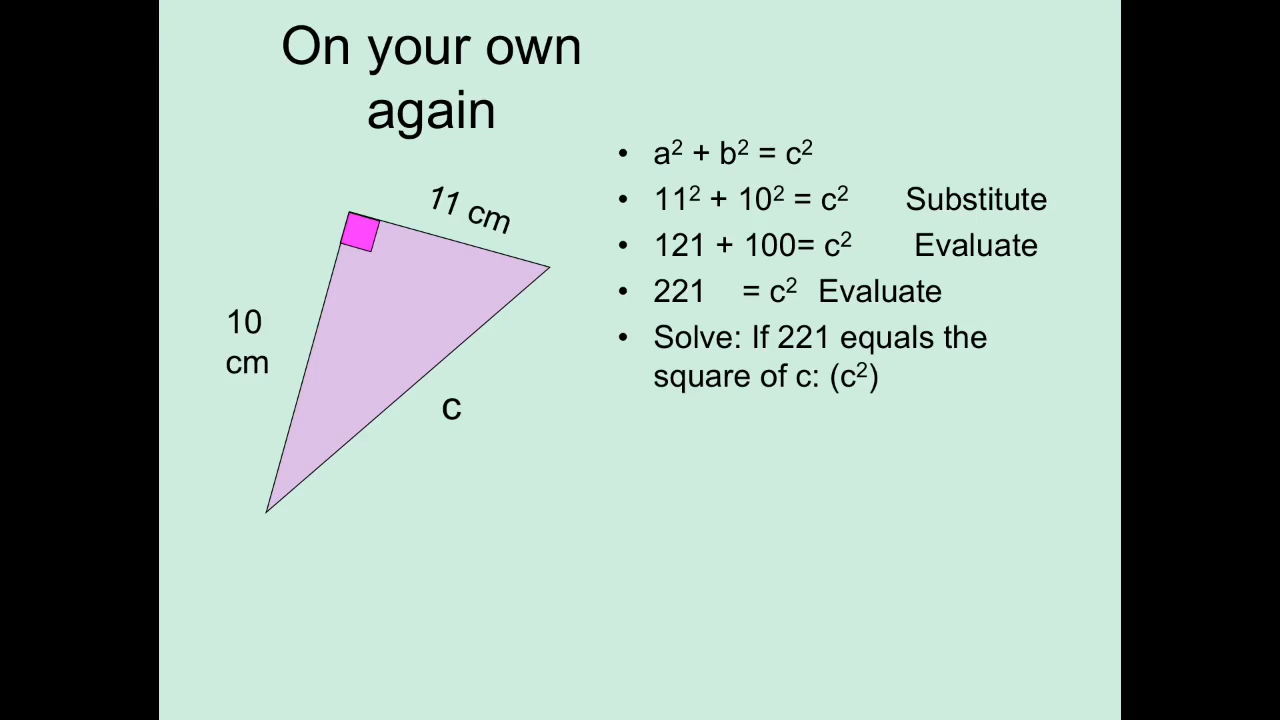 On your own
again
11 cm
10
cm
c
• a² + b² = c²
• 11² + 10² = c² Substitute
• 121 + 100= c² Evaluate
• 221 = c² Evaluate
• Solve: If 221 equals the
square of c: (c²)